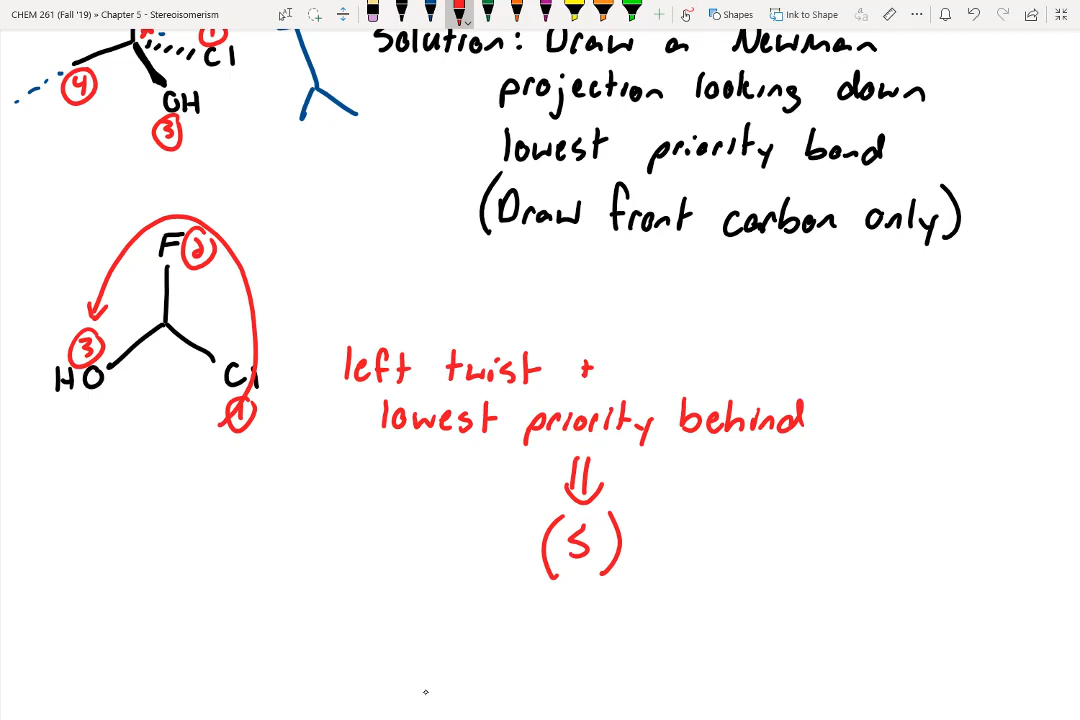 CHEM 261 (Fall '19) » Chapter 5 - Stereoisomerism
Shapes
Ink to Shape
1
Cl
4
OH
3
Solution: Draw a Newman
projection looking down
lowest priority bond
(Draw front carbon only)
F 2
3
HO
Cl
1
left twist +
lowest priority behind
⇓
(S)